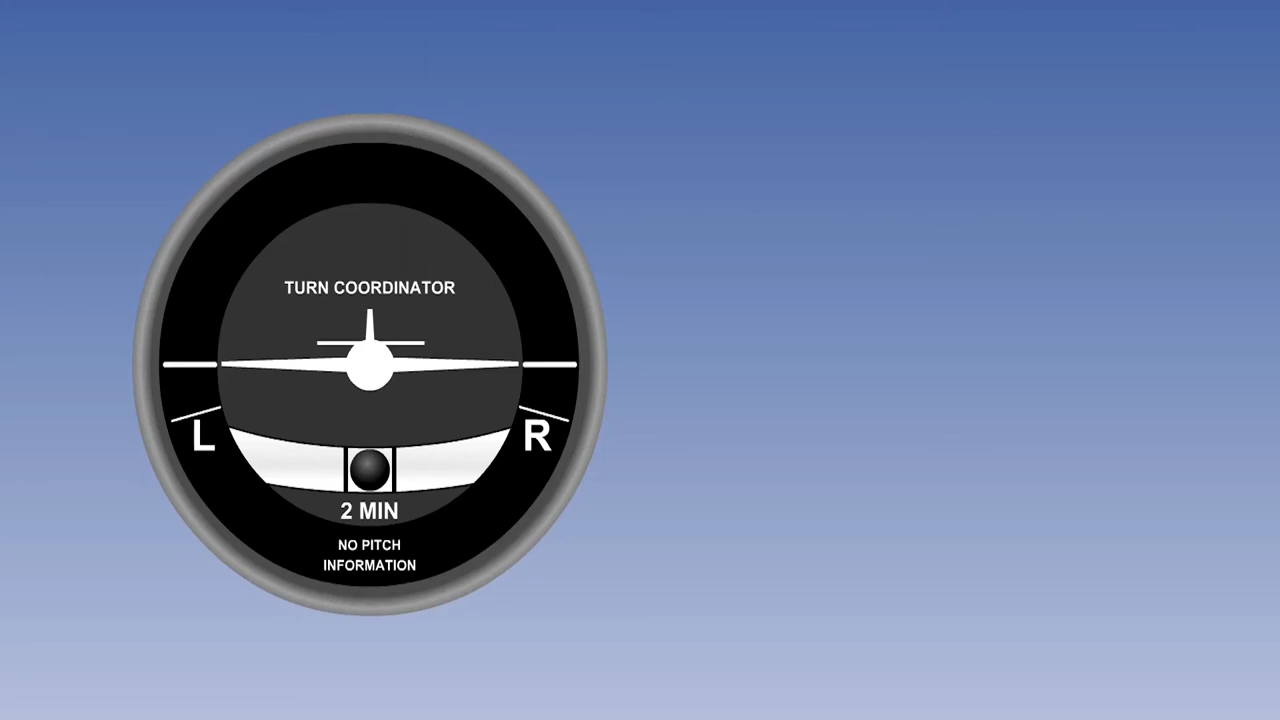 TURN COORDINATOR
L R
2 MIN
NO PITCH
INFORMATION